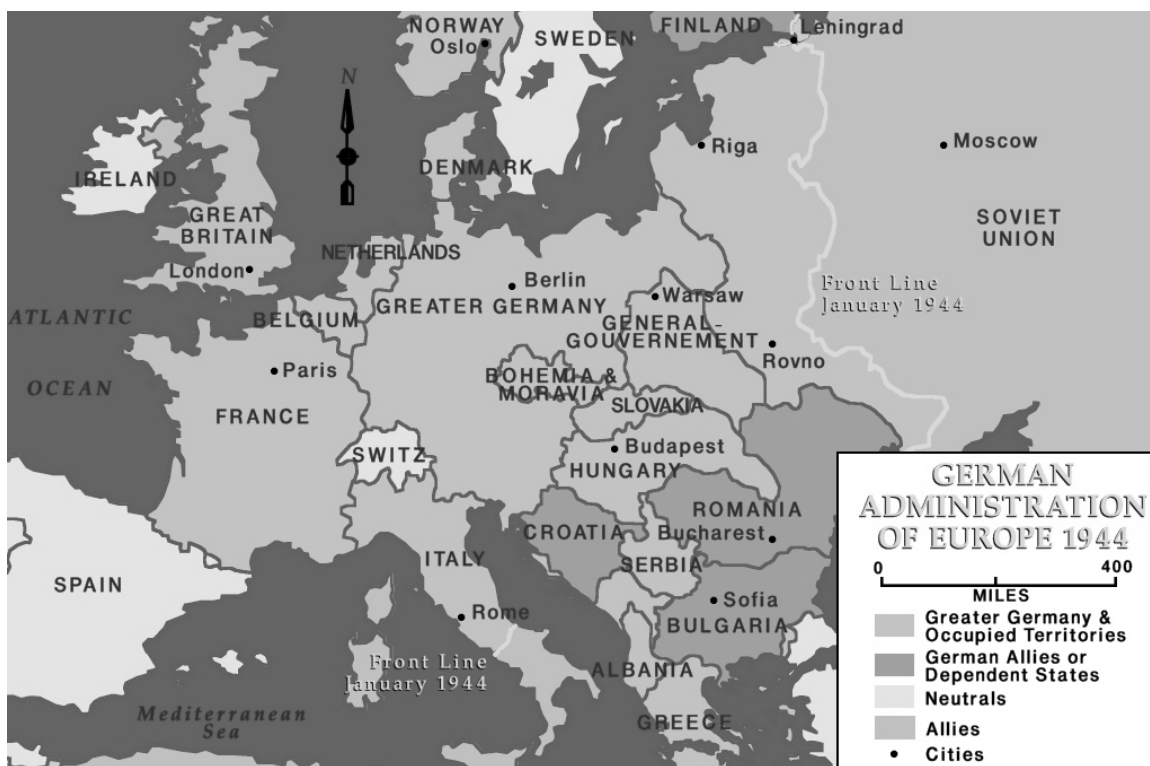 NORWAY
Oslo
SWEDEN
FINLAND
Leningrad
N
Riga
Moscow
IRELAND
DENMARK
GREAT
BRITAIN
SOVIET
UNION
NETHERLANDS
London
Berlin
GREATER GERMANY
Warsaw
Front Line
January 1944
ATLANTIC
OCEAN
BELGIUM
GENERAL-
GOUVERNEMENT
Rovno
Paris
BOHEMIA &
MORAVIA
FRANCE
SLOVAKIA
SWITZ
Budapest
HUNGARY
ROMANIA
Bucharest
CROATIA
SERBIA
ITALY
SPAIN
Rome
Sofia
BULGARIA
Front Line
January 1944
ALBANIA
Mediterranean
Sea
GREECE
GERMAN
ADMINISTRATION
OF EUROPE 1944
0 400
MILES
Greater Germany &
Occupied Territories
German Allies or
Dependent States
Neutrals
Allies
Cities